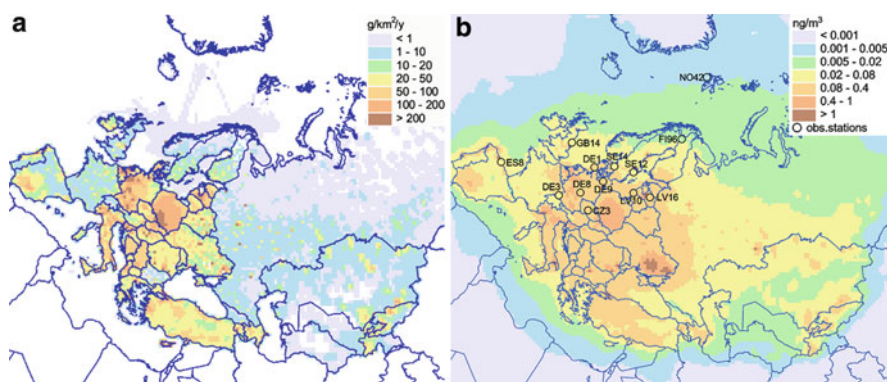 a
g/km²/y
< 1
1 - 10
10 - 20
20 - 50
50 - 100
100 - 200
> 200
b
ng/m³
< 0.001
0.001 - 0.005
0.005 - 0.02
0.02 - 0.08
0.08 - 0.4
0.4 - 1
> 1
obs.stations
NO42
FI96
GB14
SE14
DE1
SE12
ES8
DE3
DE8
DE9
LV10
LV16
CZ3